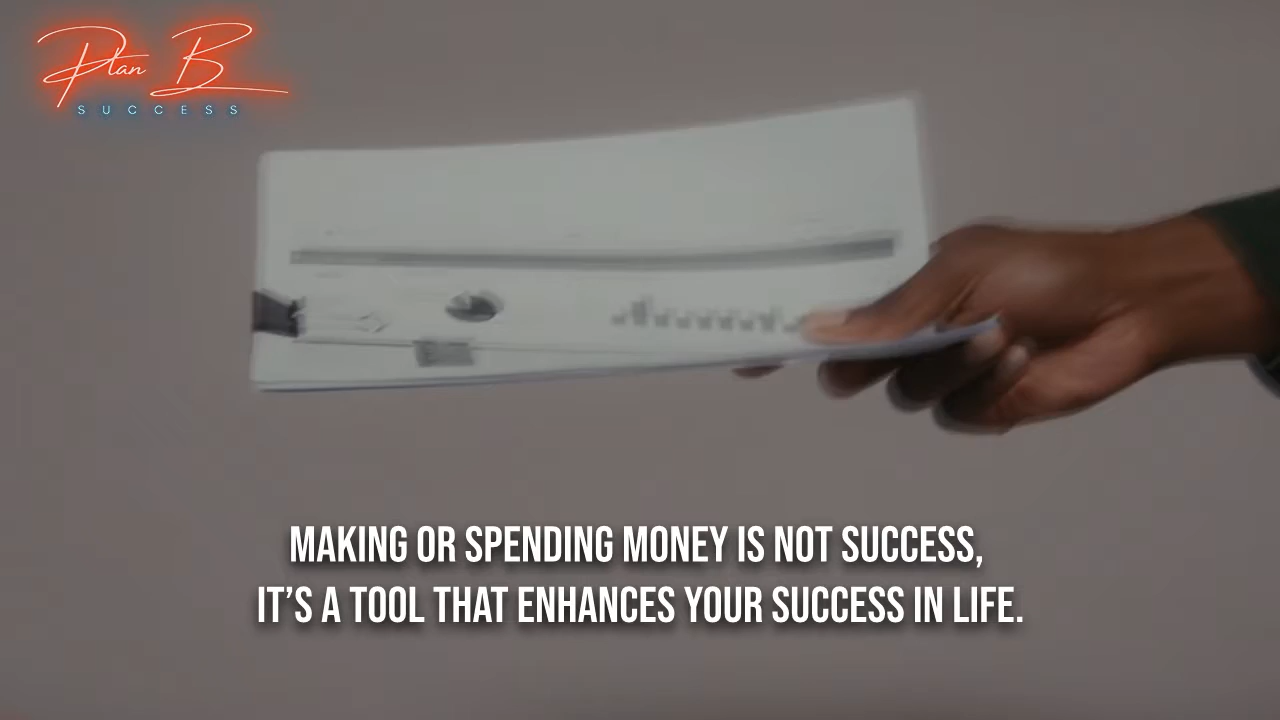 Plan B
SUCCESS
MAKING OR SPENDING MONEY IS NOT SUCCESS,
IT’S A TOOL THAT ENHANCES YOUR SUCCESS IN LIFE.